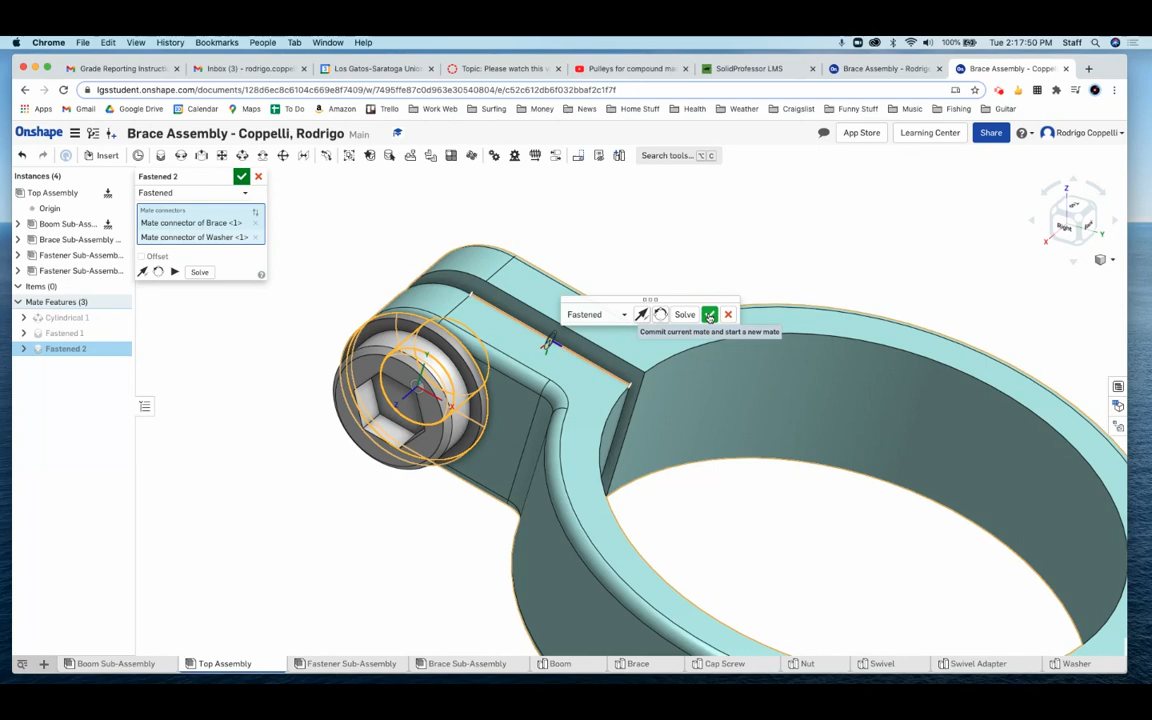 Chrome File Edit View History Bookmarks People Tab Window Help 100% Tue 2:17:50 PM Staff
Grade Reporting Instructi
Inbox (3) - rodrigo.coppel
Los Gatos-Saratoga Union
Topic: Please watch this v
Pulleys for compound ma
SolidProfessor LMS
Brace Assembly - Rodrig
Brace Assembly - Coppel
lgsstudent.onshape.com/documents/128d6ec8c6104c669e8f7409/w/7495ffe87c0d963e30540804/e/c52c612db6f032bbaf2c1f7f
Apps Gmail Google Drive Calendar Maps To Do Amazon Trello Work Web Surfing Money News Home Stuff Health Weather Craigslist Funny Stuff Music Fishing Guitar
Onshape Brace Assembly - Coppelli, Rodrigo Main App Store Learning Center Share Rodrigo Coppelli
Insert Search tools... ⌥ C
Instances (4)
Top Assembly
Origin
Boom Sub-Ass...
Brace Sub-Assembly ...
Fastener Sub-Assemb...
Fastener Sub-Assemb...
Items (0)
Mate Features (3)
Cylindrical 1
Fastened 1
Fastened 2
Fastened 2
Fastened
Mate connectors
Mate connector of Brace <1>
Mate connector of Washer <1>
Offset
Solve
Fastened Solve
Commit current mate and start a new mate
Z
Right
X
Y
Y
X
Z
Boom Sub-Assembly Top Assembly Fastener Sub-Assembly Brace Sub-Assembly Boom Brace Cap Screw Nut Swivel Swivel Adapter Washer